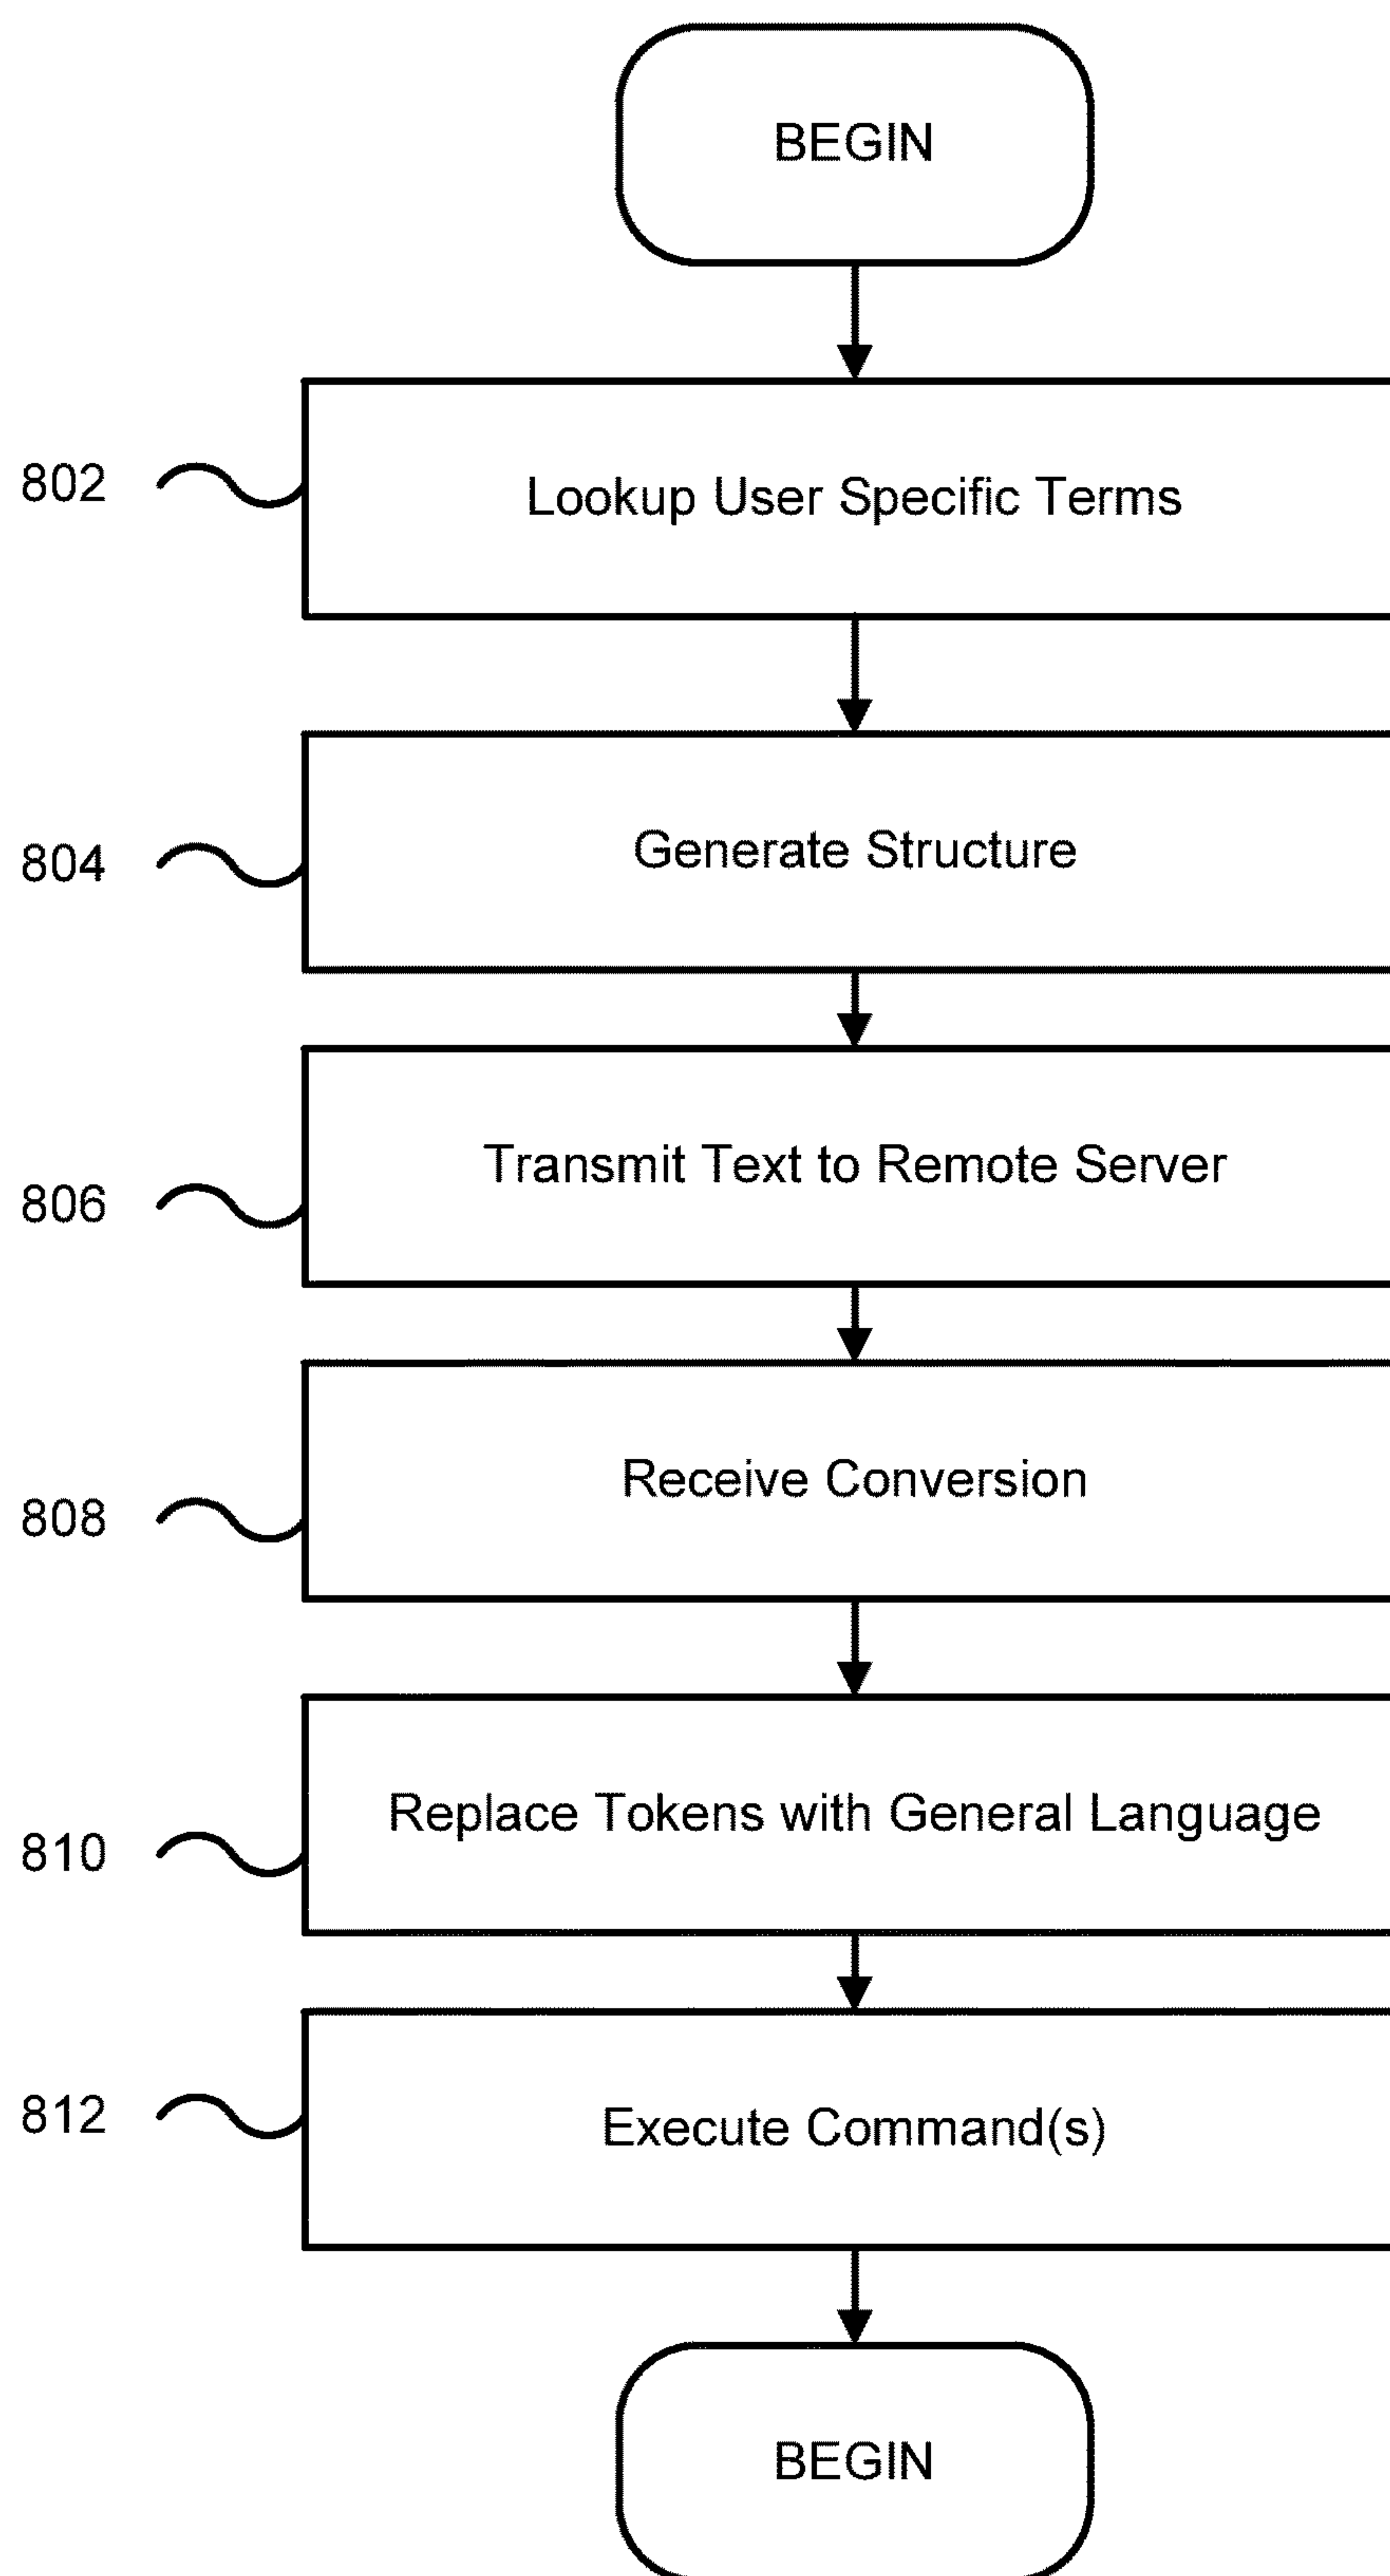 BEGIN
802 Lookup User Specific Terms
804 Generate Structure
806 Transmit Text to Remote Server
808 Receive Conversion
810 Replace Tokens with General Language
812 Execute Command(s)
BEGIN